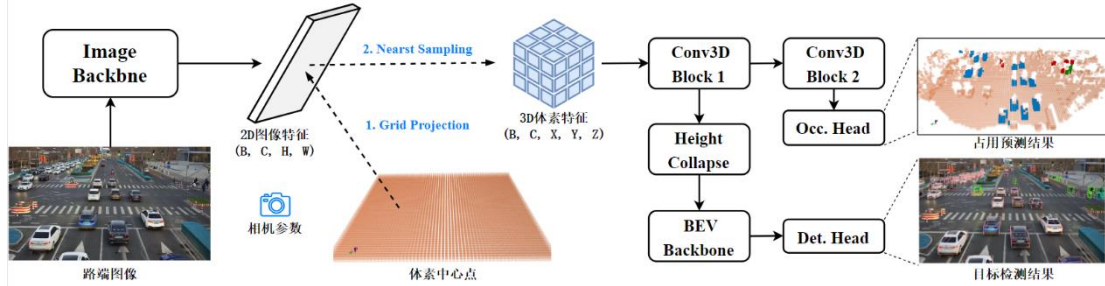 Image
Backbne
2. Nearst Sampling
1. Grid Projection
2D图像特征
(B, C, H, W)
3D体素特征
(B, C, X, Y, Z)
Conv3D
Block 1
Conv3D
Block 2
Occ. Head
占用预测结果
Height
Collapse
BEV
Backbone
Det. Head
目标检测结果
相机参数
路端图像
体素中心点